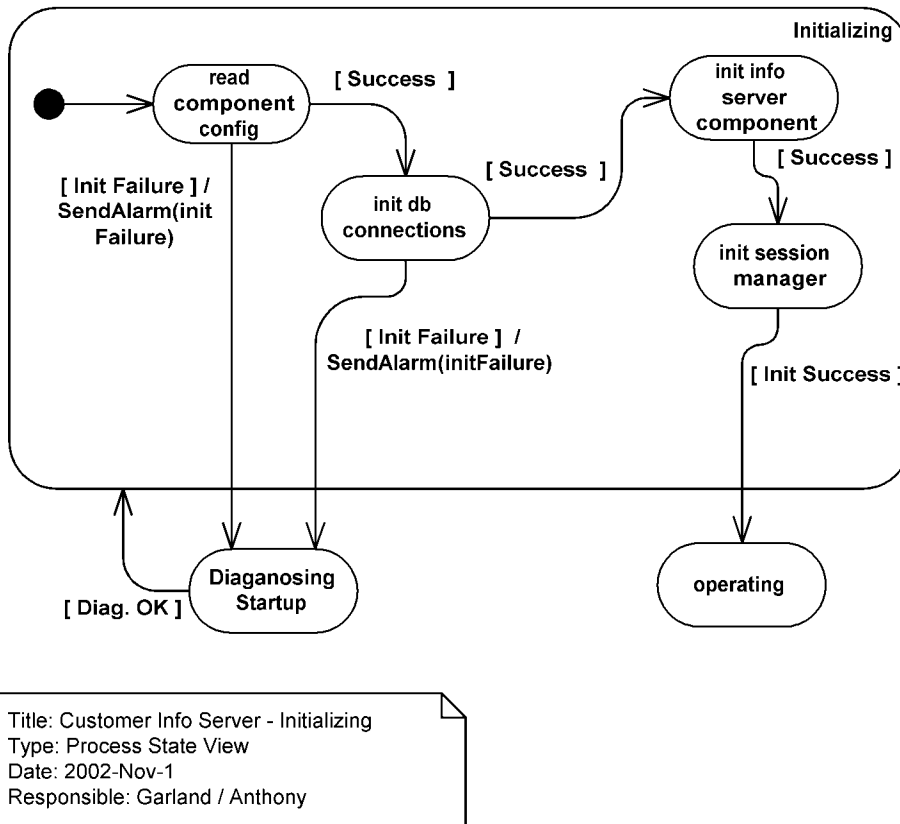 Initializing
read
component
config
[ Success ]
init info
server
component
[ Init Failure ] /
SendAlarm(init
Failure)
init db
connections
[ Success ]
[ Success ]
init session
manager
[ Init Failure ] /
SendAlarm(initFailure)
[ Init Success ]
Diaganosing
Startup
[ Diag. OK ]
operating
Title: Customer Info Server - Initializing
Type: Process State View
Date: 2002-Nov-1
Responsible: Garland / Anthony